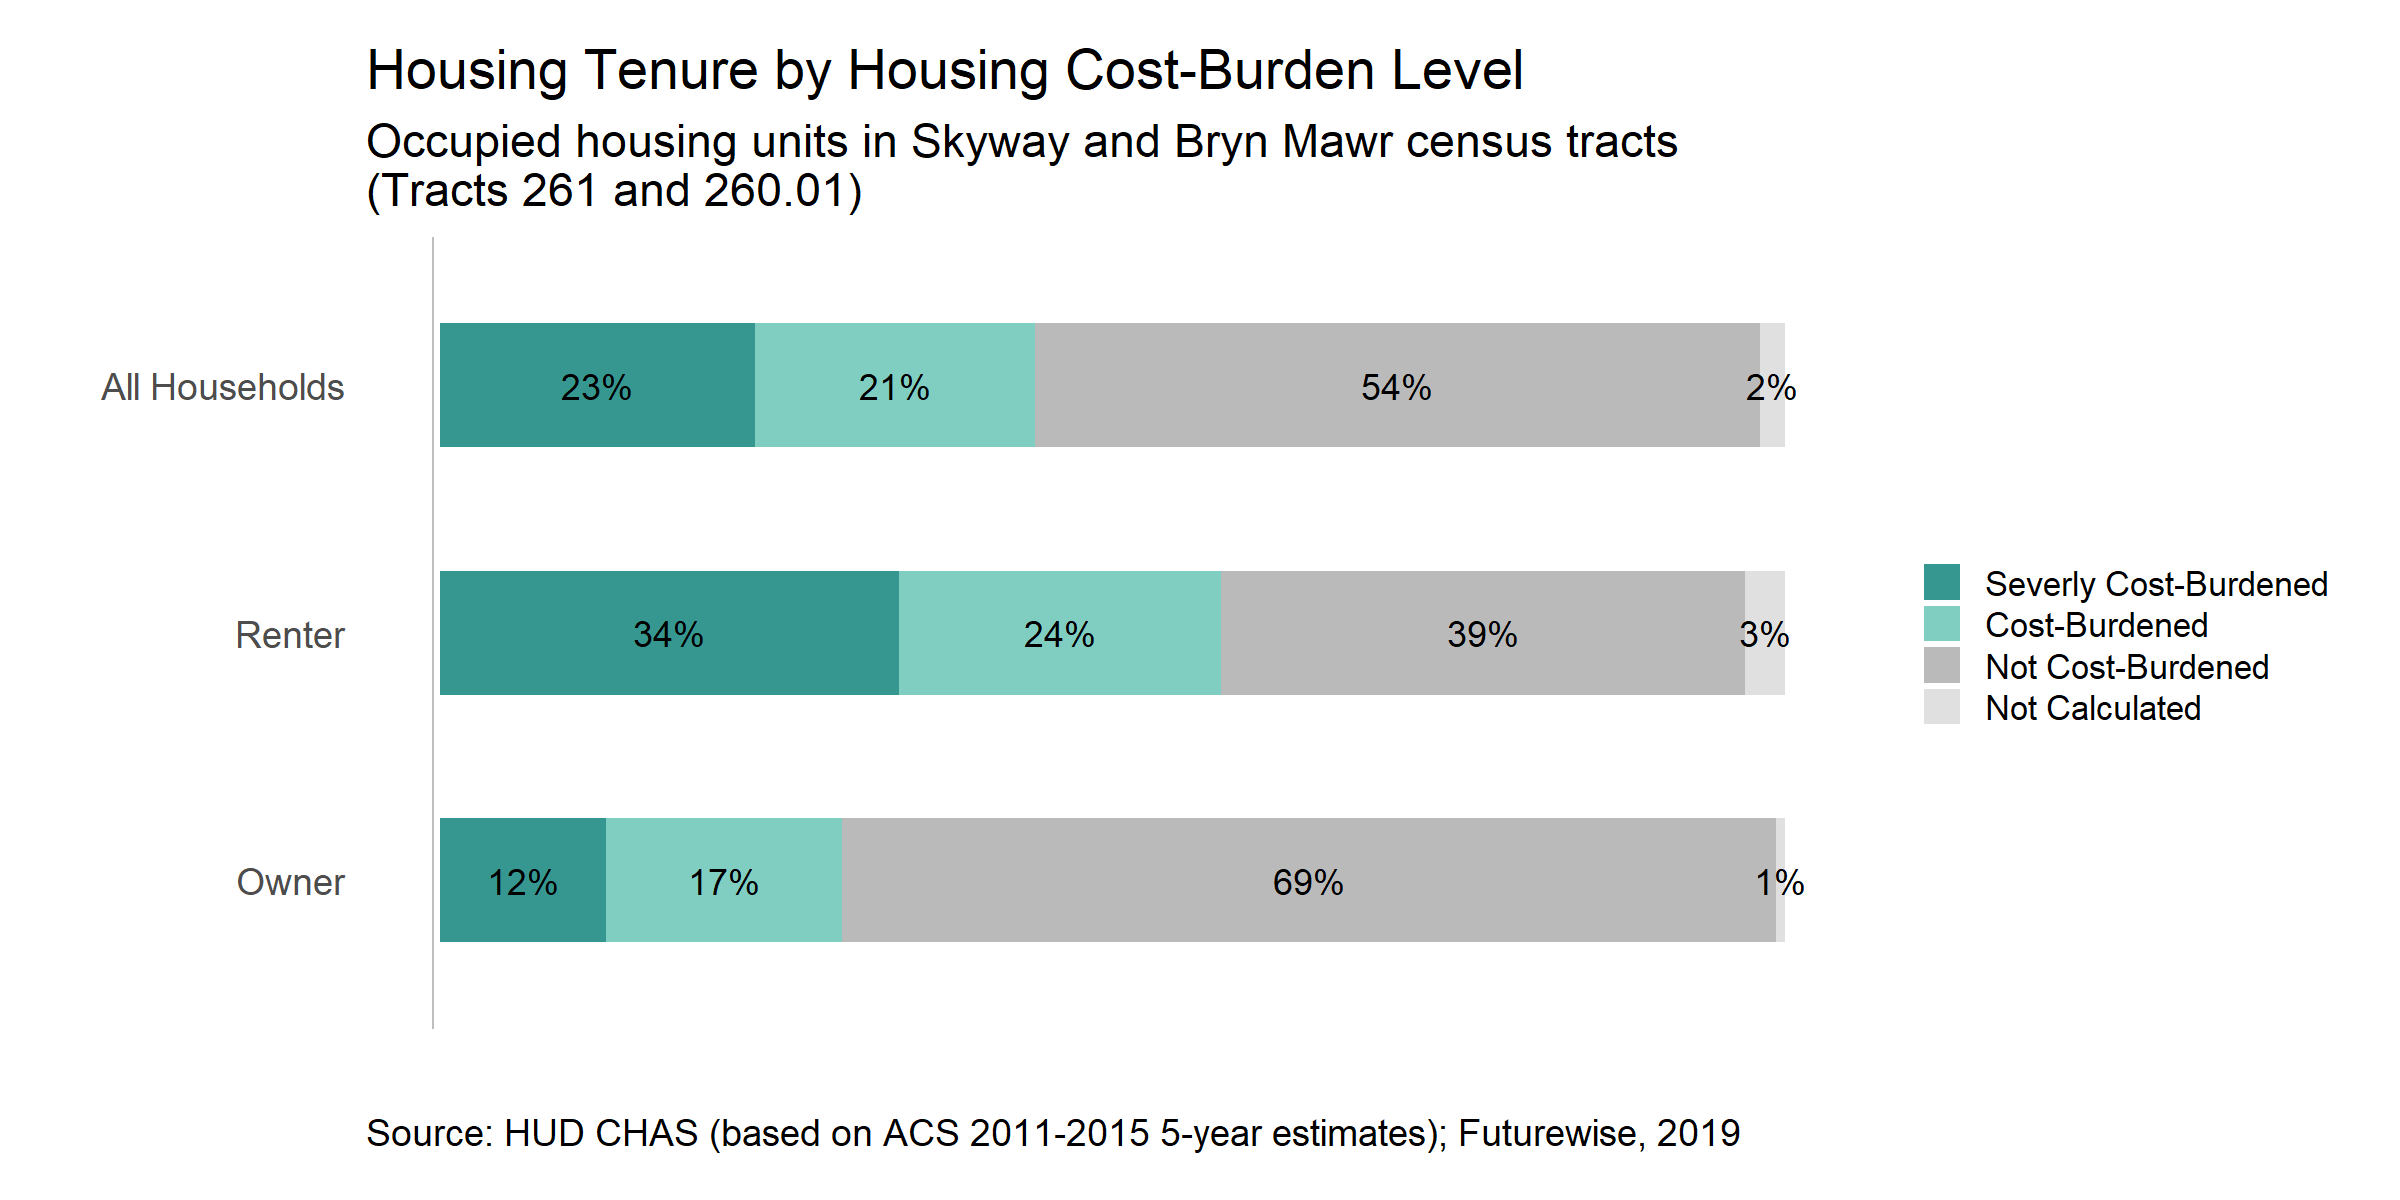 Housing Tenure by Housing Cost-Burden Level
Occupied housing units in Skyway and Bryn Mawr census tracts
(Tracts 261 and 260.01)
All Households
23%
21%
54%
2%
Renter
34%
24%
39%
3%
Owner
12%
17%
69%
1%
Severly Cost-Burdened
Cost-Burdened
Not Cost-Burdened
Not Calculated
Source: HUD CHAS (based on ACS 2011-2015 5-year estimates); Futurewise, 2019